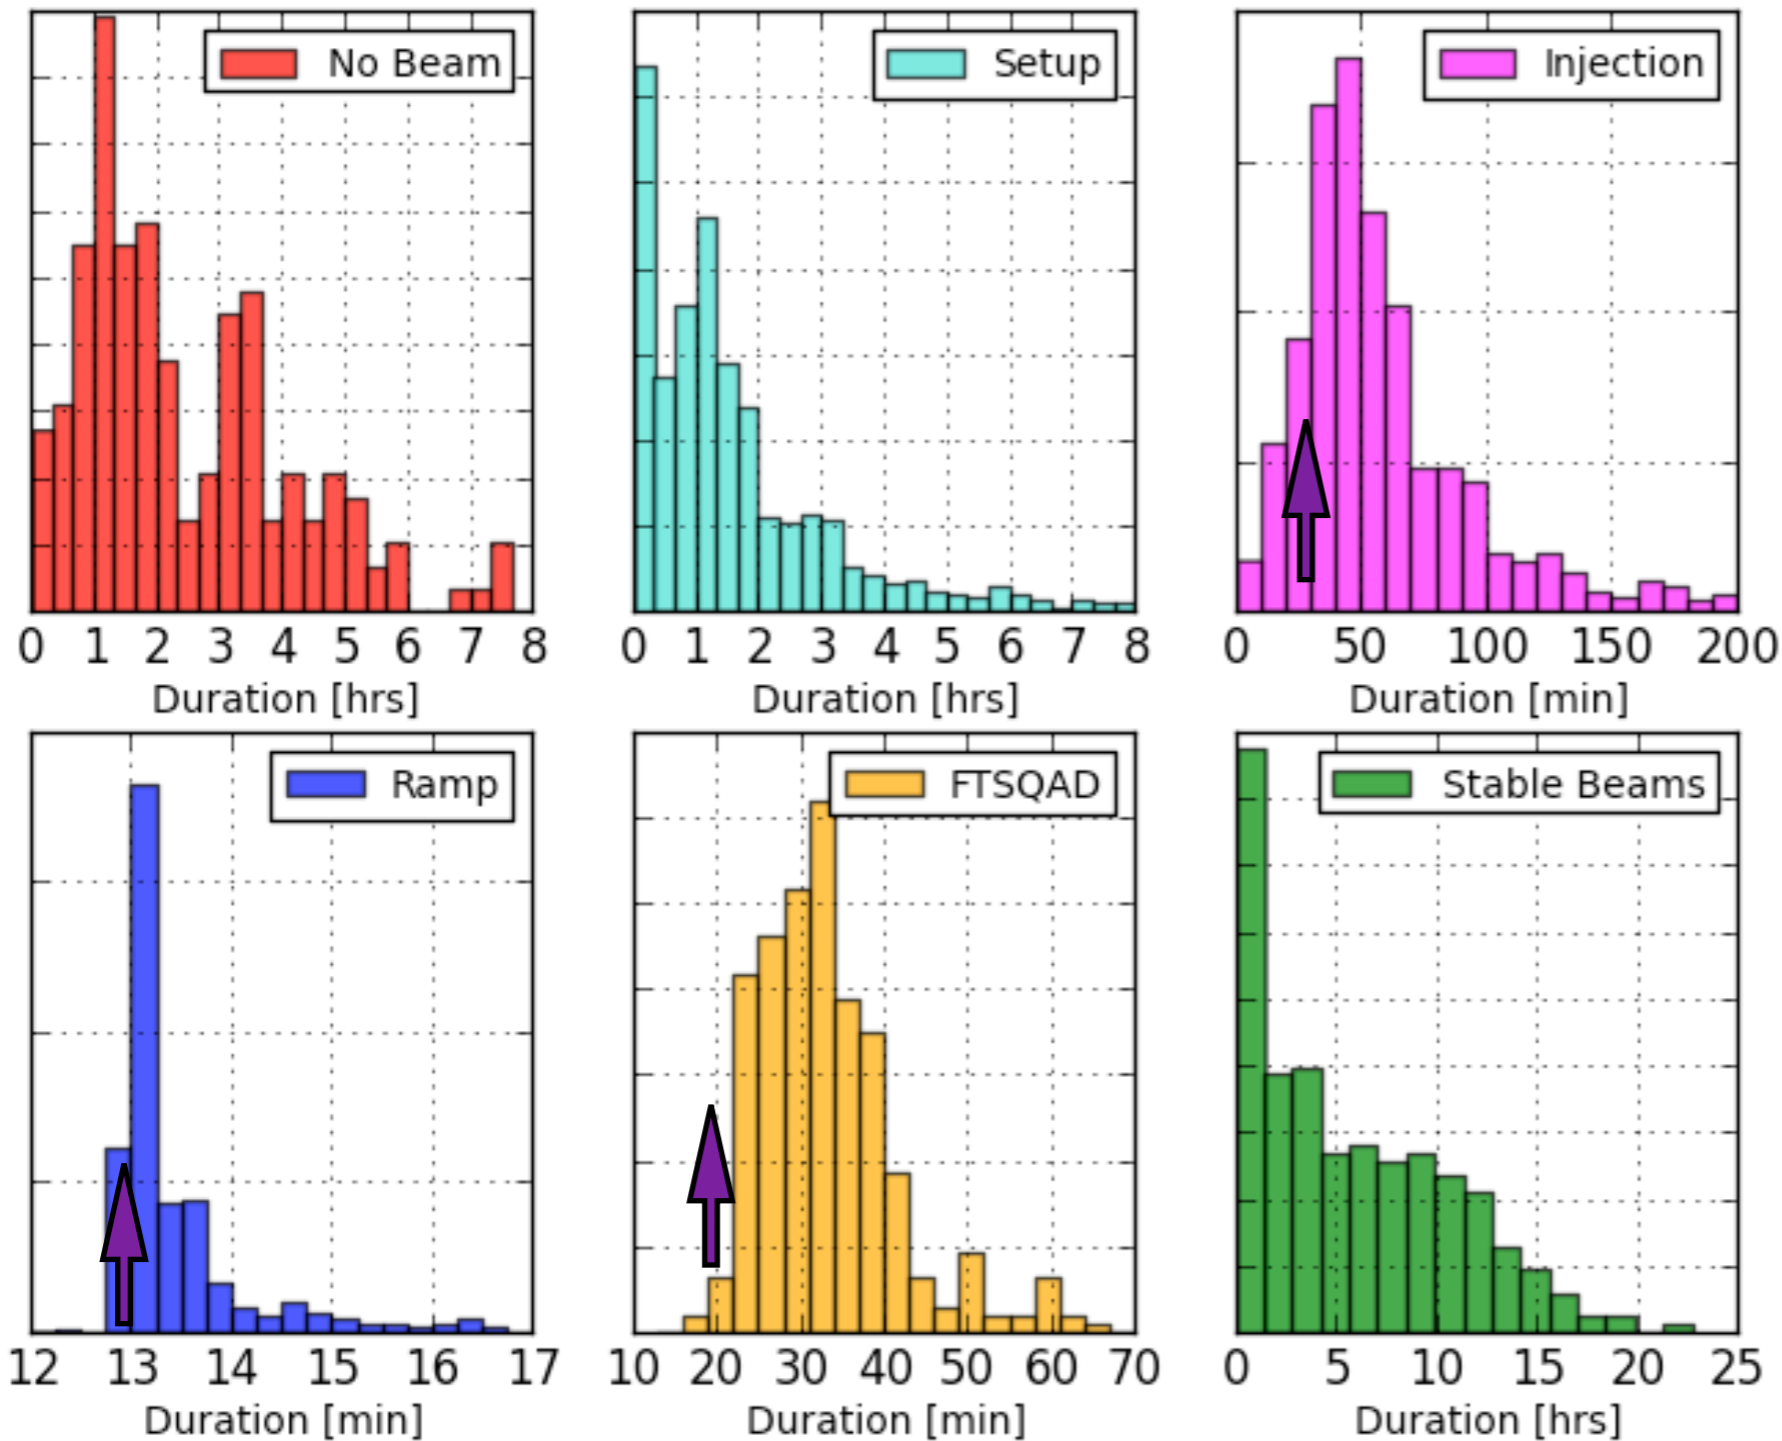 No Beam
0 1 2 3 4 5 6 7 8
Duration [hrs]
Setup
0 1 2 3 4 5 6 7 8
Duration [hrs]
Injection
0 50 100 150 200
Duration [min]
Ramp
12 13 14 15 16 17
Duration [min]
FTSQAD
10 20 30 40 50 60 70
Duration [min]
Stable Beams
0 5 10 15 20 25
Duration [hrs]